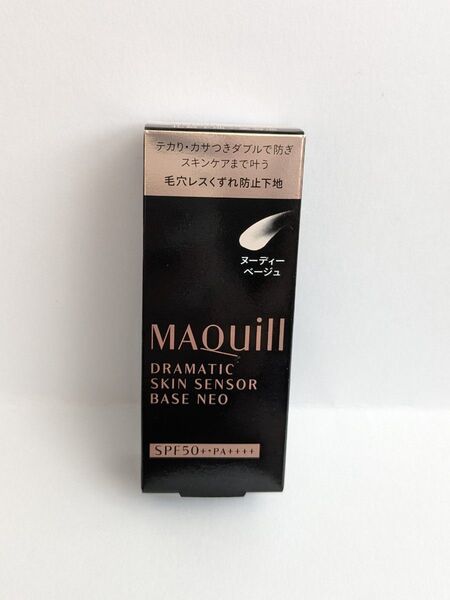 テカり・カサつきダブルで防ぎ
スキンケアまで叶う
毛穴レスくずれ防止下地
ヌーディー
ベージュ
MAQuill
DRAMATIC
SKIN SENSOR
BASE NEO
SPF50+・PA++++